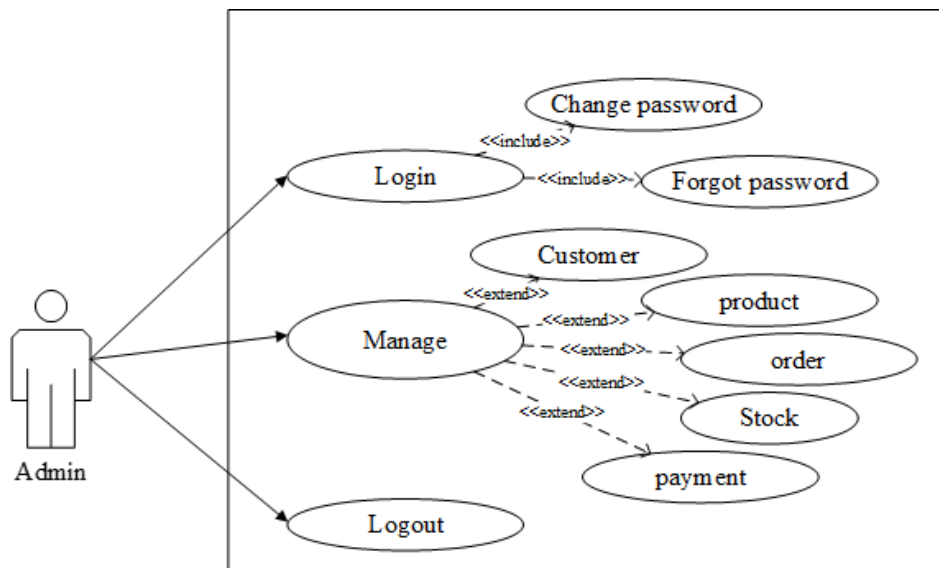 Change password
<<include>>
Login
<<include>>
Forgot password
Customer
<<extend>>
product
<<extend>>
Manage
<<extend>>
order
<<extend>>
Stock
<<extend>>
payment
Admin
Logout